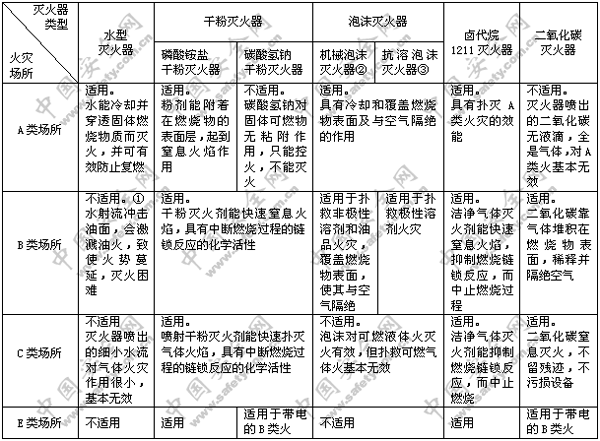 灭火器
类型
火灾
场所
水型
灭火器
干粉灭火器
磷酸铵盐
干粉灭火器
碳酸氢钠
干粉灭火器
泡沫灭火器
机械泡沫
灭火器②
抗溶泡沫
灭火器③
卤代烷
1211灭火器
二氧化碳
灭火器
A类场所
适用。
水能冷却并
穿透固体燃
烧物质而灭
火，并可有
效防止复燃
适用。
粉剂能附着
在燃烧物的
表面层，起到
窒息火焰作
用
不适用。
碳酸氢钠对
固体可燃物
无粘附作
用，只能控
火，不能灭
火
适用。
具有冷却和覆盖燃烧
物表面及与空气隔绝
的作用
适用。
具有扑灭A
类火灾的效
能
不适用。
灭火器喷出
的二氧化碳
无液滴，全
是气体，对A
类火基本无
效
B类场所
不适用。①
水射流冲击
油面，会激
溅油火，致
使火势蔓
延，灭火困
难
适用。
干粉灭火剂能快速窒息火
焰，具有中断燃烧过程的链
锁反应的化学活性
适用于扑
救非极性
溶剂和油
品火灾，
覆盖燃烧
物表面，
使其与空
气隔绝
适用于扑
救极性溶
剂火灾
适用。
洁净气体灭
火剂能快速
窒息火焰，
抑制燃烧链
锁反应，而
中止燃烧过
程
适用。
二氧化碳靠
气体堆积在
燃烧物表
面，稀释并
隔绝空气
C类场所
不适用
灭火器喷出
的细小水流
对气体火灾
作用很小，
基本无效
适用。
喷射干粉灭火剂能快速扑灭
气体火焰，具有中断燃烧过
程的链锁反应的化学活性
不适用。
泡沫对可燃液体火灭
火有效，但扑救可燃气
体火基本无效
适用。
洁净气体灭
火剂能抑制
燃烧链锁反
应，而中止
燃烧
适用。
二氧化碳窒
息灭火，不
留残迹，不
污损设备
E类场所
不适用
适用
适用于带电
的B类火
不适用
适用
适用于带电
的B类火
中国安全网
www.safety.com.cn